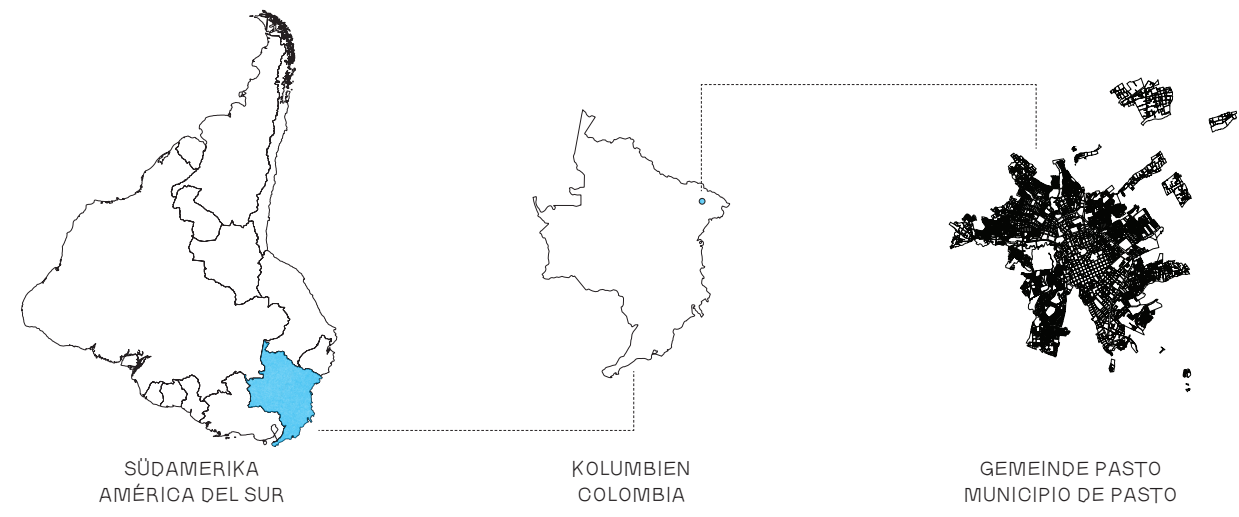 SÜDAMERIKA
AMÉRICA DEL SUR
KOLUMBIEN
COLOMBIA
GEMEINDE PASTO
MUNICIPIO DE PASTO